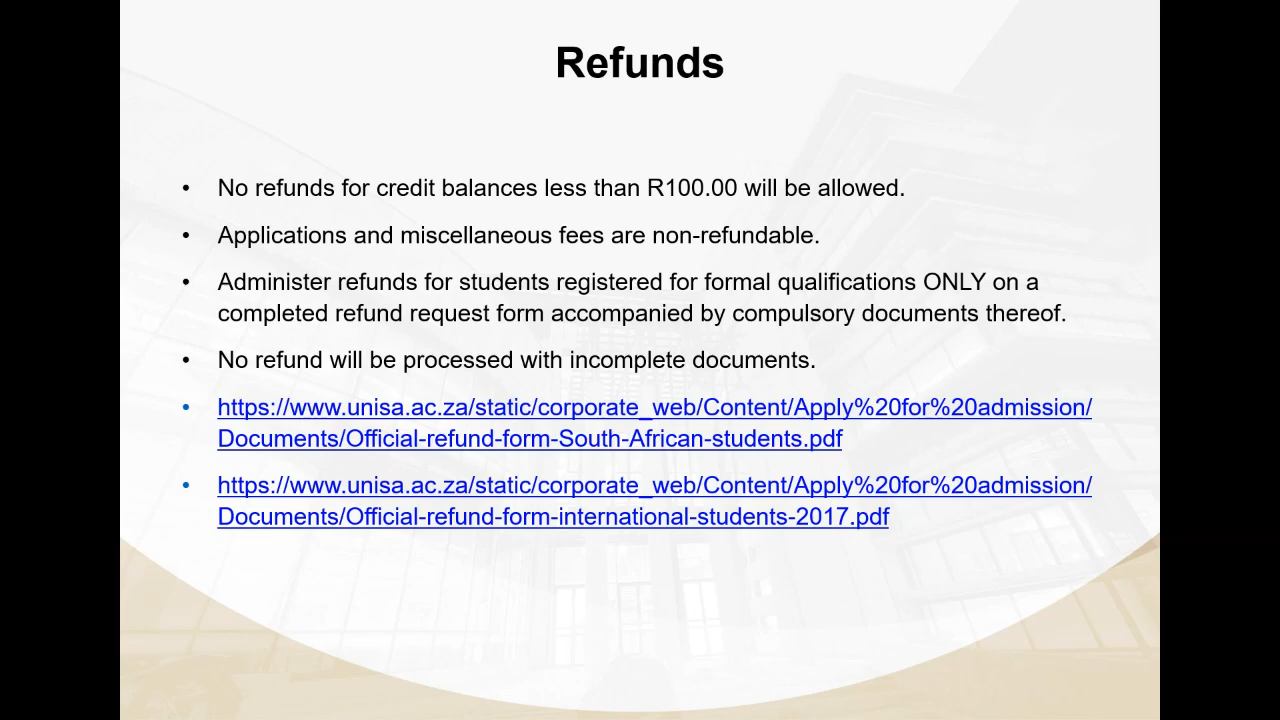 Refunds
• No refunds for credit balances less than R100.00 will be allowed.
• Applications and miscellaneous fees are non-refundable.
• Administer refunds for students registered for formal qualifications ONLY on a
completed refund request form accompanied by compulsory documents thereof.
• No refund will be processed with incomplete documents.
• https://www.unisa.ac.za/static/corporate_web/Content/Apply%20for%20admission/
Documents/Official-refund-form-South-African-students.pdf
• https://www.unisa.ac.za/static/corporate_web/Content/Apply%20for%20admission/
Documents/Official-refund-form-international-students-2017.pdf